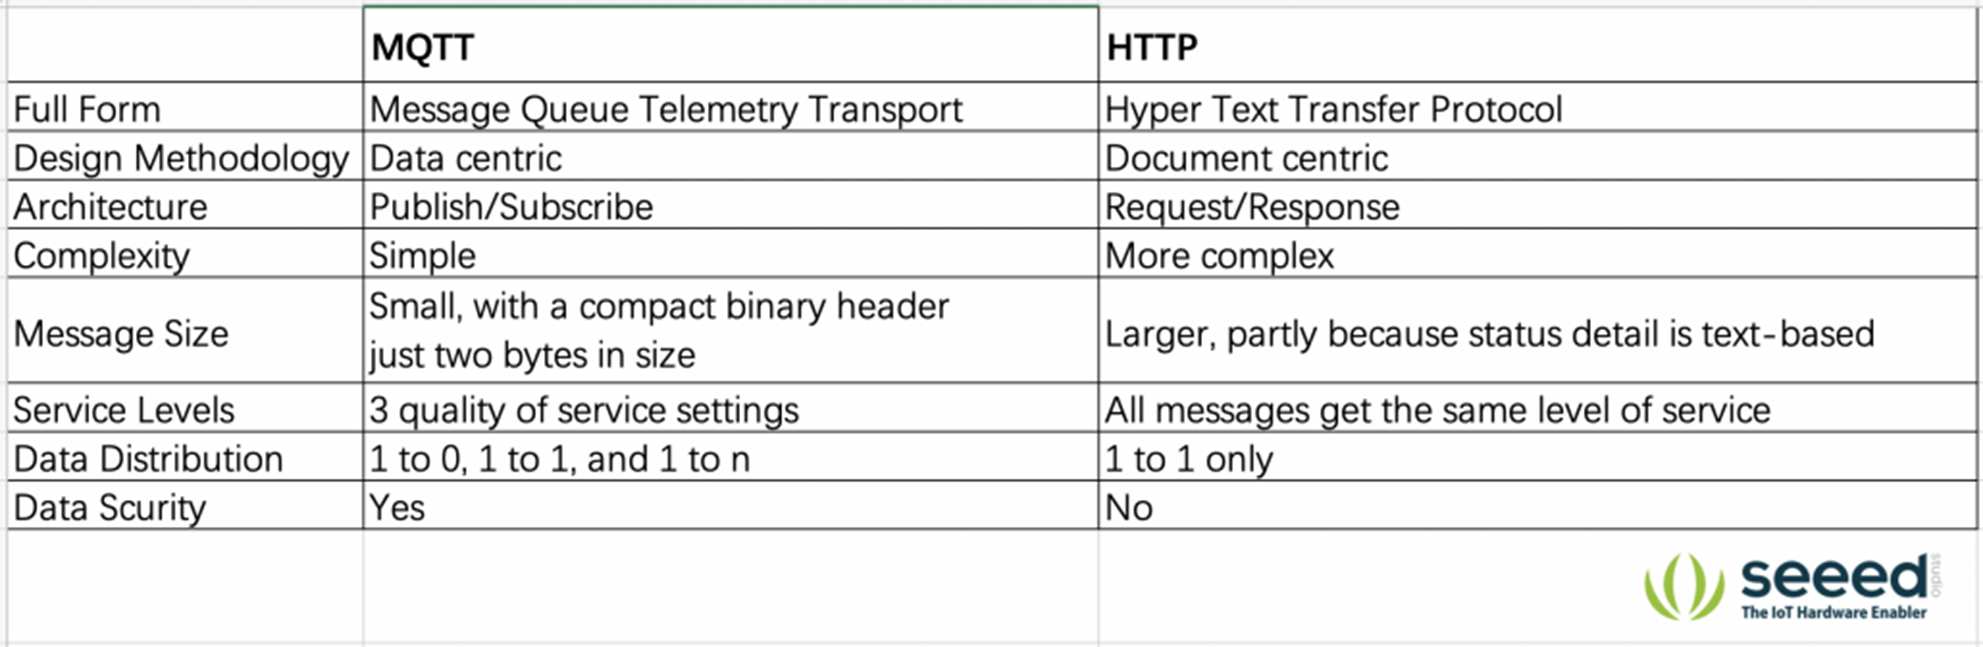 MQTT HTTP
Full Form Message Queue Telemetry Transport Hyper Text Transfer Protocol
Design Methodology Data centric Document centric
Architecture Publish/Subscribe Request/Response
Complexity Simple More complex
Message Size Small, with a compact binary header
just two bytes in size Larger, partly because status detail is text-based
Service Levels 3 quality of service settings All messages get the same level of service
Data Distribution 1 to 0, 1 to 1, and 1 to n 1 to 1 only
Data Scurity Yes No
seeed studio
The IoT Hardware Enabler